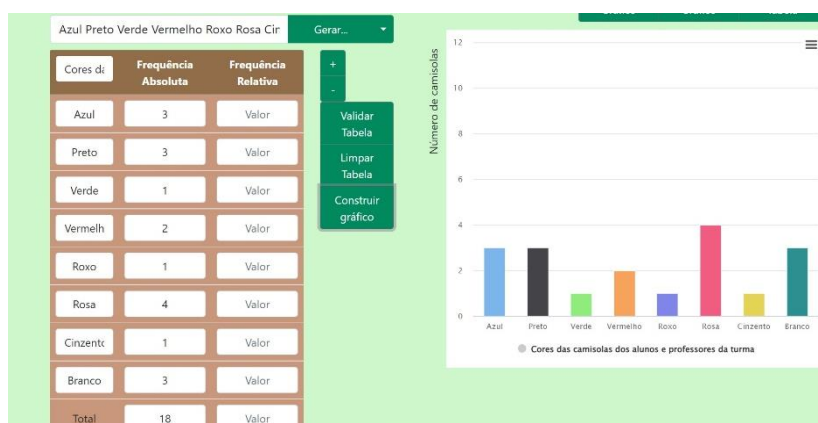 Azul Preto Verde Vermelho Roxo Rosa Cin
Gerar...
Cores da
Frequência Absoluta
Frequência Relativa
+
-
Azul
3
Valor
Preto
3
Valor
Verde
1
Valor
Vermelh
2
Valor
Roxo
1
Valor
Rosa
4
Valor
Cinzento
1
Valor
Branco
3
Valor
Total
18
Valor
Validar
Tabela
Limpar
Tabela
Construir
gráfico
Número de camisolas
12
10
8
6
4
2
0
Azul Preto Verde Vermelho Roxo Rosa Cinzento Branco
Cores das camisolas dos alunos e professores da turma